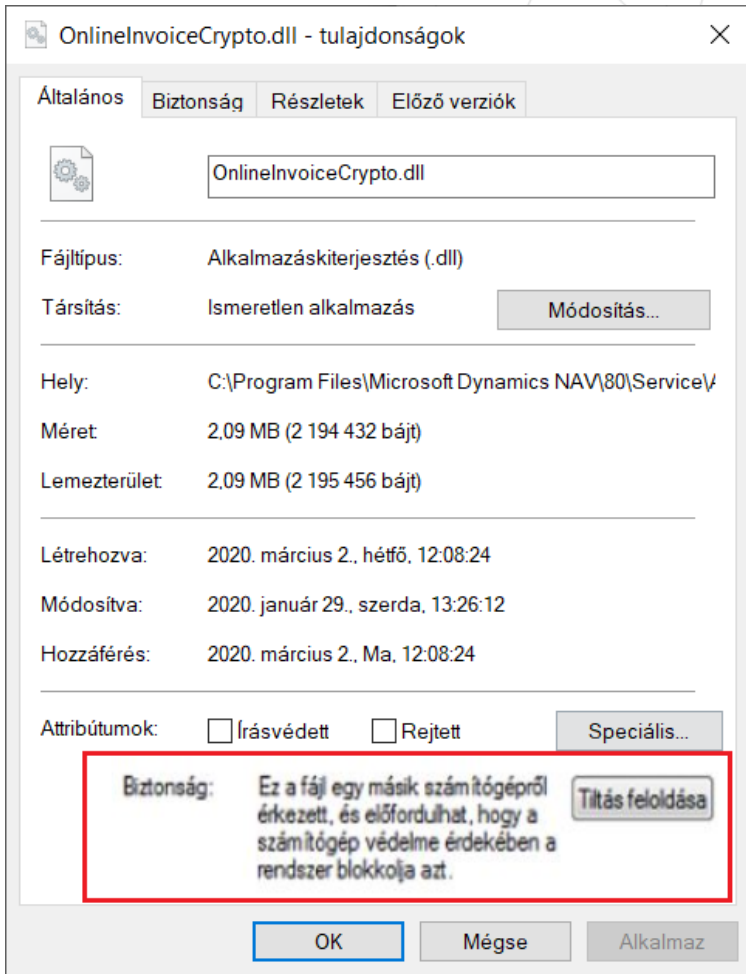 OnlineInvoiceCrypto.dll - tulajdonságok
Általános Biztonság Részletek Előző verziók
OnlineInvoiceCrypto.dll
Fájltípus: Alkalmazáskiterjesztés (.dll)
Társítás: Ismeretlen alkalmazás Módosítás...
Hely: C:\Program Files\Microsoft Dynamics NAV\80\Service\A
Méret: 2,09 MB (2 194 432 bájt)
Lemezterület: 2,09 MB (2 195 456 bájt)
Létrehozva: 2020. március 2., hétfő, 12:08:24
Módosítva: 2020. január 29., szerda, 13:26:12
Hozzáférés: 2020. március 2., Ma, 12:08:24
Attribútumok: Írásvédett Rejtett Speciális...
Biztonság: Ez a fájl egy másik számítógépről
érkezett, és előfordulhat, hogy a
számítógép védelme érdekében a
rendszer blokkolja azt.
Tiltás feloldása
OK Mégse Alkalmaz